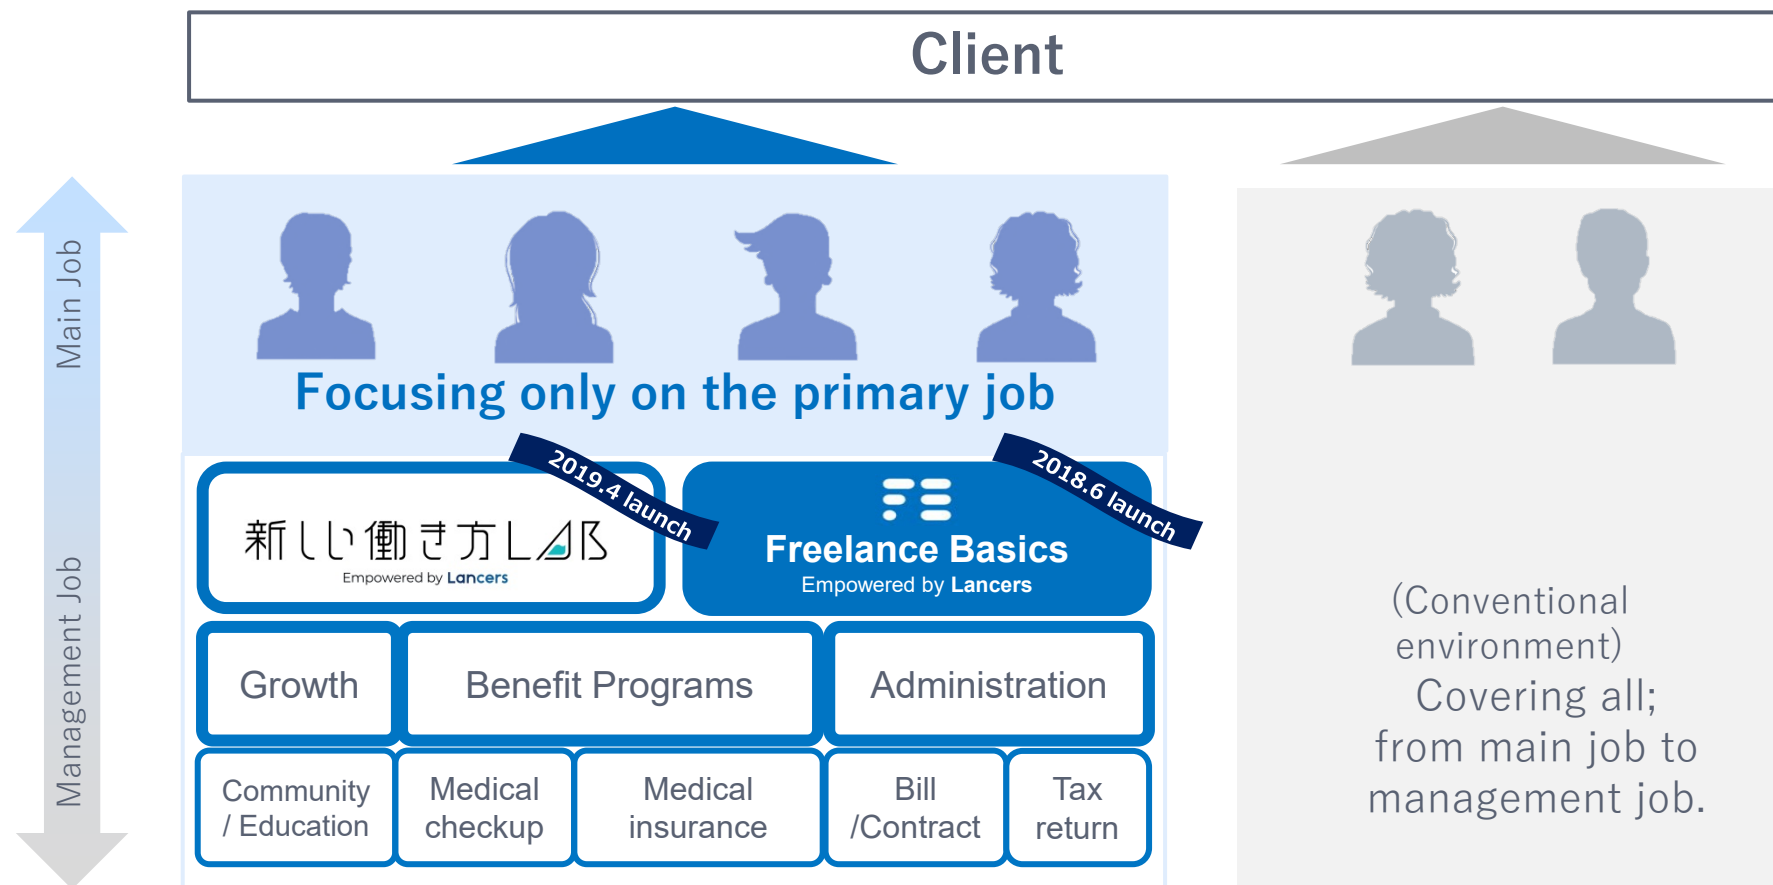 Client
Main Job
Management Job
Focusing only on the primary job
2019.4 launch
新しい働き方LAB
Empowered by Lancers
2018.6 launch
Freelance Basics
Empowered by Lancers
Growth
Benefit Programs
Administration
Community
/ Education
Medical
checkup
Medical
insurance
Bill
/Contract
Tax
return
(Conventional
environment)
Covering all;
from main job to
management job.